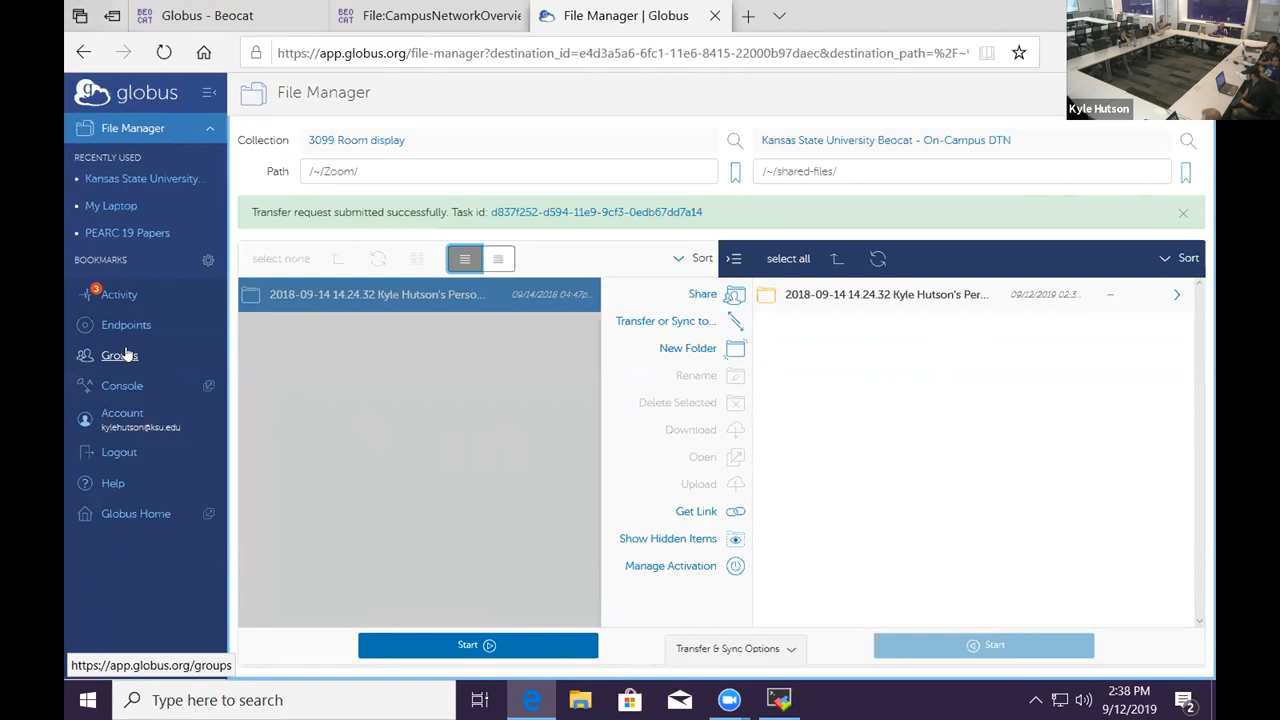 Globus - Beocat
File:CampusNetworkOvervie
File Manager | Globus
https://app.globus.org/file-manager?destination_id=e4d3a5a6-6fc1-11e6-8415-22000b97daec&destination_path=%2F~%
Kyle Hutson
globus
File Manager
File Manager
RECENTLY USED
Kansas State University...
My Laptop
PEARC 19 Papers
BOOKMARKS
3
Activity
Endpoints
Groups
Console
Account
kylehutson@ksu.edu
Logout
Help
Globus Home
Collection
3099 Room display
Kansas State University Beocat - On-Campus DTN
Path
/~/Zoom/
/~/shared-files/
Transfer request submitted successfully. Task id: d837f252-d594-11e9-9cf3-0edb67dd7a14
select none
Sort
select all
Sort
2018-09-14 14.24.32 Kyle Hutson's Perso...
09/14/2018 04:47p...
Share
Transfer or Sync to...
New Folder
Rename
Delete Selected
Download
Open
Upload
Get Link
Show Hidden Items
Manage Activation
2018-09-14 14.24.32 Kyle Hutson's Per...
09/12/2019 02:3...
Start
Transfer & Sync Options
Start
https://app.globus.org/groups
Type here to search
2:38 PM
9/12/2019
2